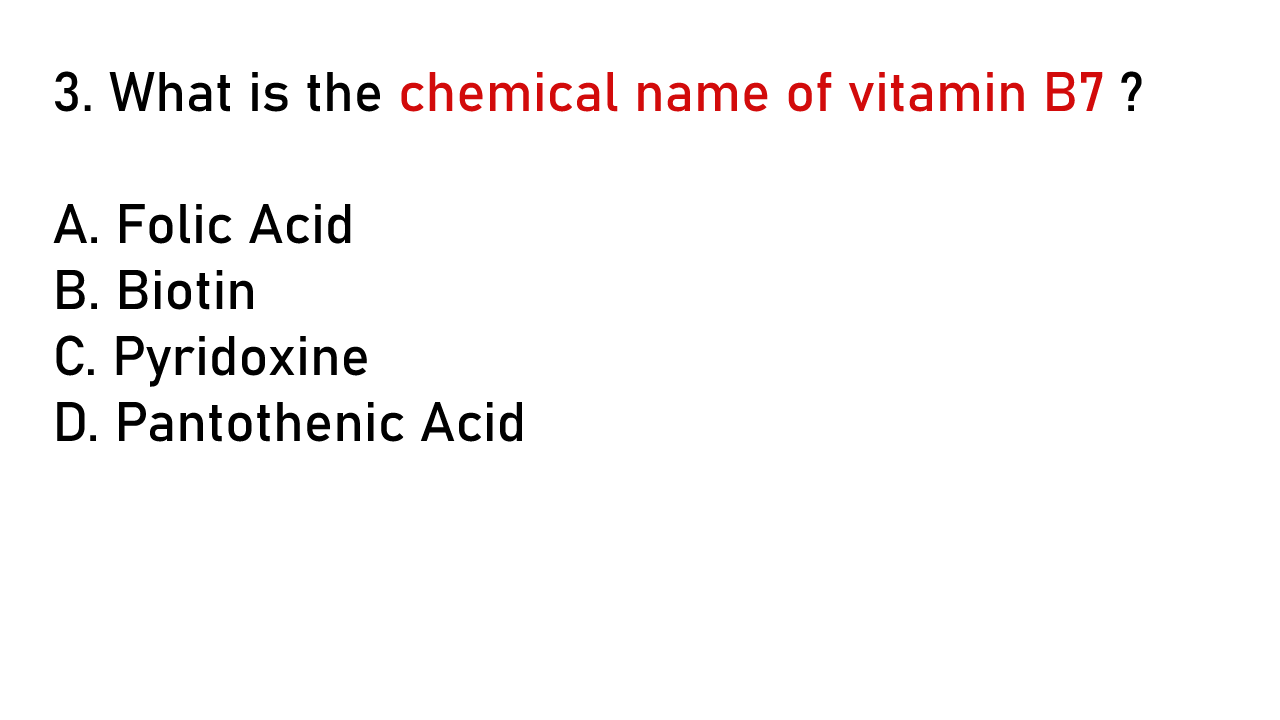 3. What is the chemical name of vitamin B7 ?
A. Folic Acid
B. Biotin
C. Pyridoxine
D. Pantothenic Acid